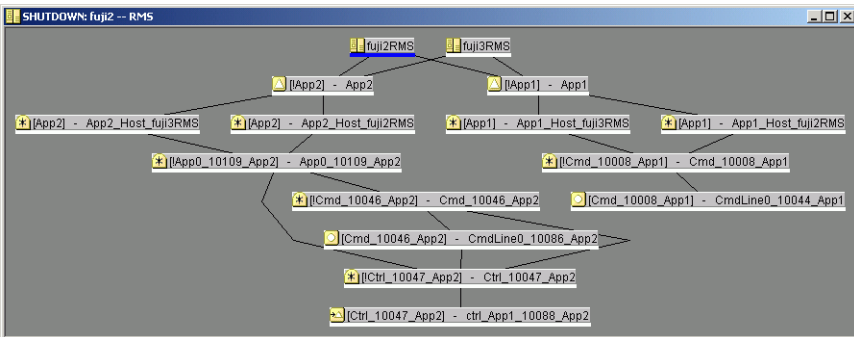 SHUTDOWN: fuji2 -- RMS
fuji2RMS
fuji3RMS
[!App2] - App2
[!App1] - App1
[App2] - App2_Host_fuji3RMS
[App2] - App2_Host_fuji2RMS
[App1] - App1_Host_fuji3RMS
[App1] - App1_Host_fuji2RMS
[!App0_10109_App2] - App0_10109_App2
[!Cmd_10008_App1] - Cmd_10008_App1
[!Cmd_10046_App2] - Cmd_10046_App2
[Cmd_10008_App1] - CmdLine0_10044_App1
[Cmd_10046_App2] - CmdLine0_10086_App2
[!Ctrl_10047_App2] - Ctrl_10047_App2
[Ctrl_10047_App2] - ctrl_App1_10088_App2